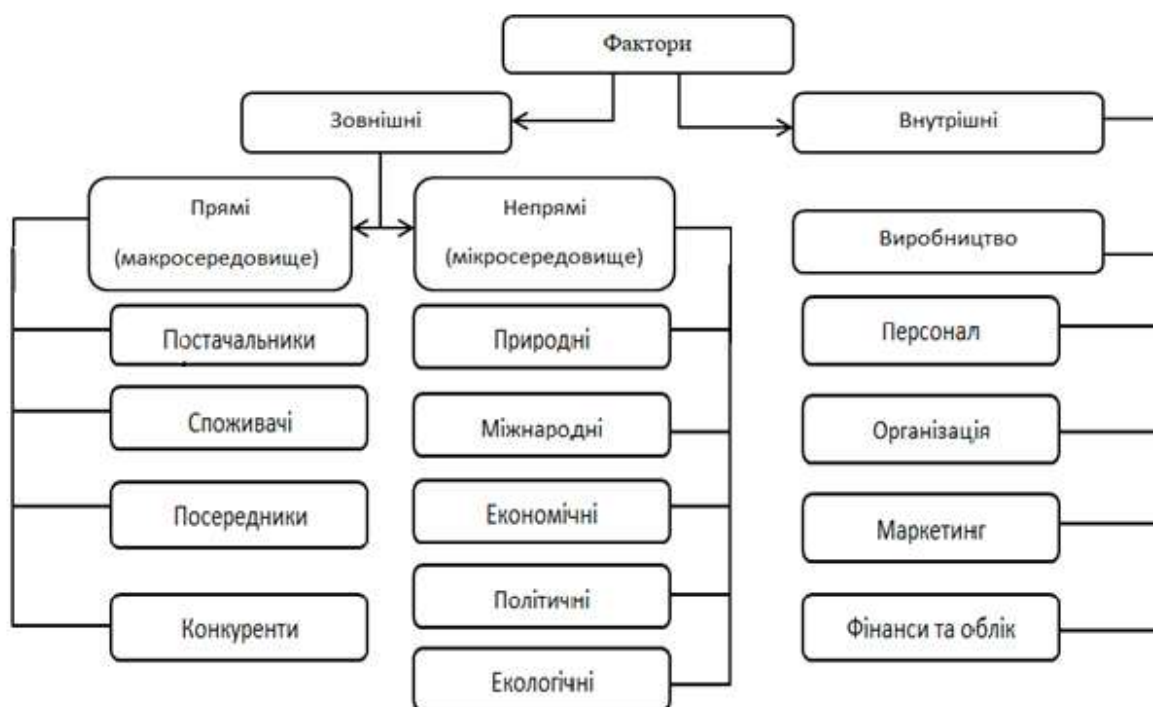 Фактори
Зовнішні
Внутрішні
Прямі
(макросередовище)
Непрямі
(мікросередовище)
Виробництво
Постачальники
Природні
Персонал
Споживачі
Міжнародні
Організація
Посередники
Економічні
Маркетинг
Конкуренти
Політичні
Фінанси та облік
Екологічні